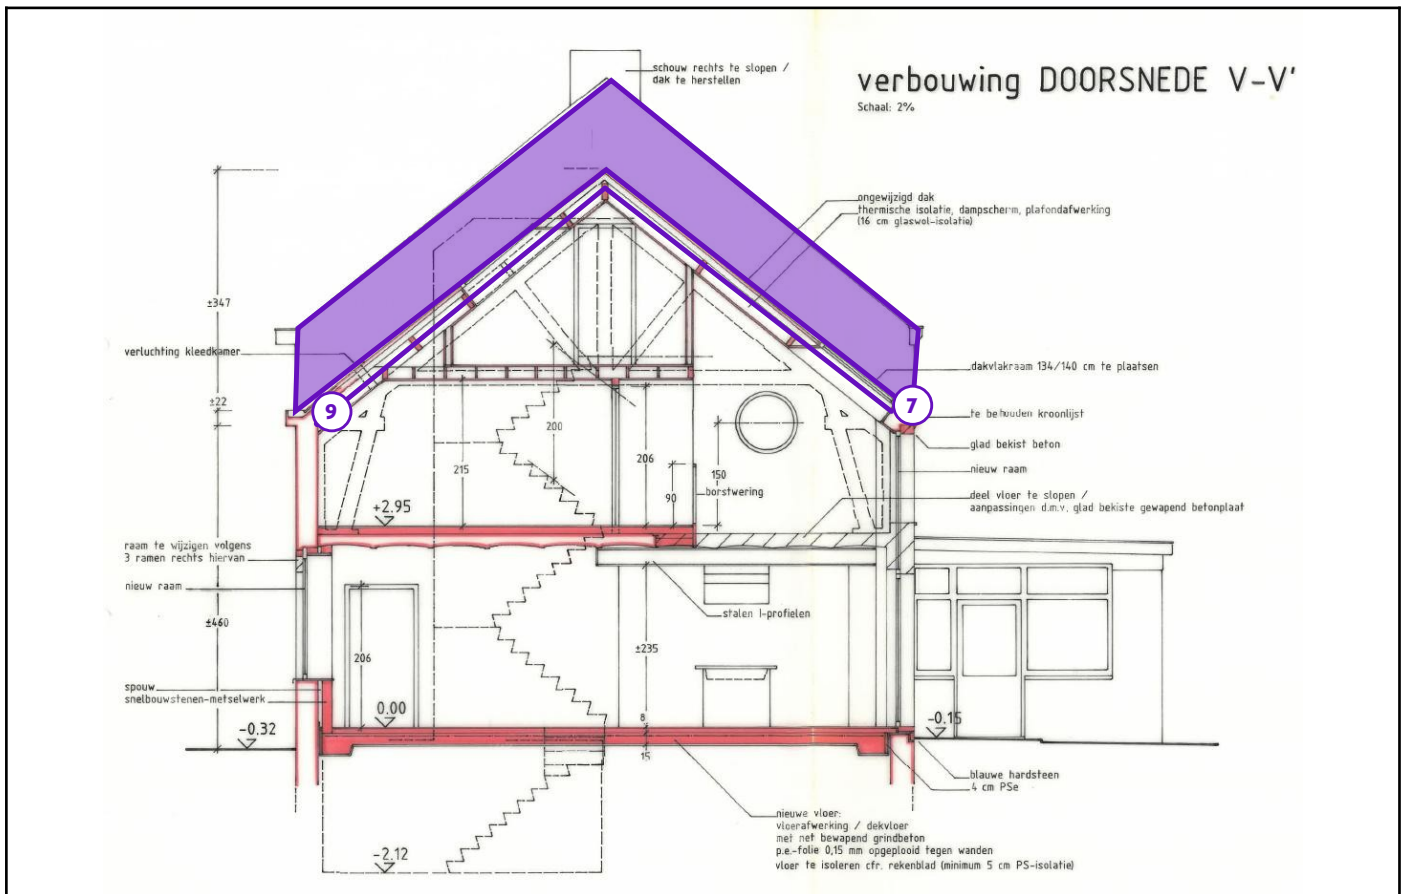 schouw rechts te slopen /
dak te herstellen
verbouwing DOORSNEDE V-V'
Schaal: 2%
ongewijzigd dak
thermische isolatie, dampscherm, plafondafwerking
(16 cm glaswol-isolatie)
±347
verluchting kleedkamer
dakvlakraam 134/140 cm te plaatsen
±22
9
7
te behouden kroonlijst
glad bekist beton
nieuw raam
200
215
206
150
90
borstwering
deel vloer te slopen /
aanpassingen d.m.v. glad bekiste gewapend betonplaat
+2.95
raam te wijzigen volgens
3 ramen rechts hiervan
nieuw raam
±460
stalen I-profielen
±235
206
spouw
snelbouwstenen-metselwerk
0.00
8
-0.15
-0.32
15
blauwe hardsteen
4 cm PSe
nieuwe vloer:
vloerafwerking / dekvloer
met net bewapend grindbeton
p.e.-folie 0,15 mm opgeplooid tegen wanden
vloer te isoleren cfr. rekenblad (minimum 5 cm PS-isolatie)
-2.12